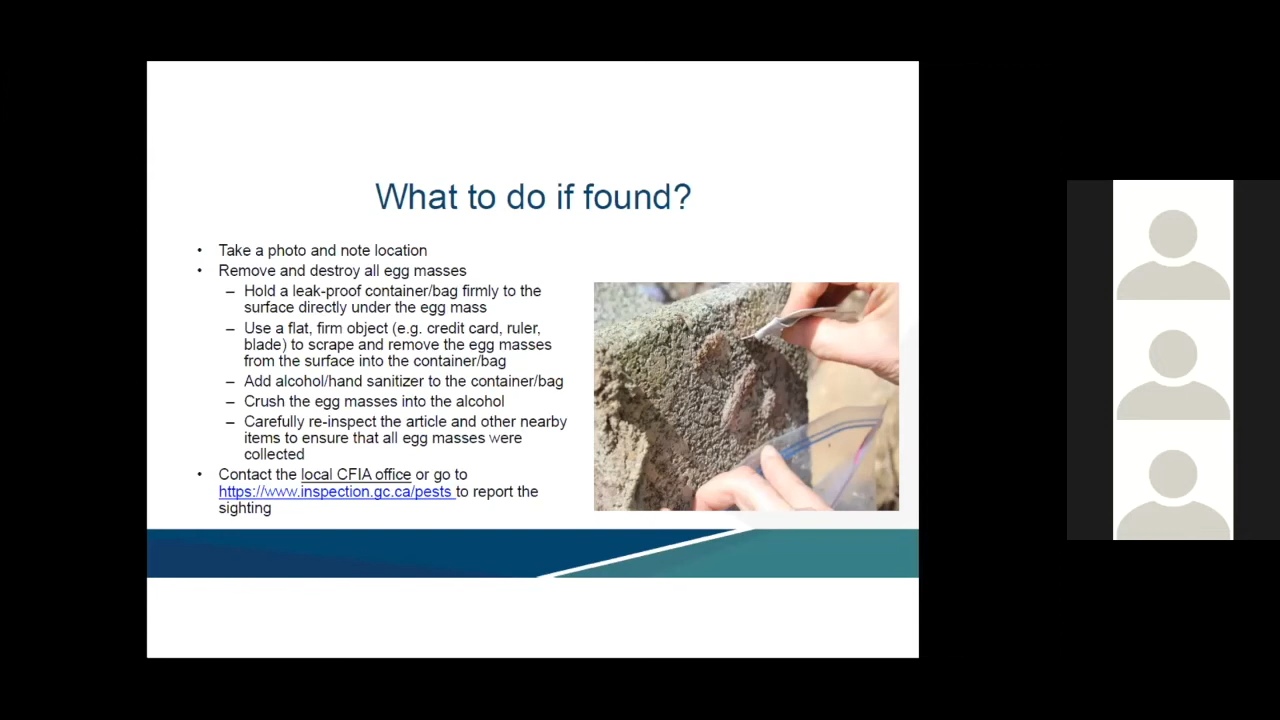 What to do if found?
• Take a photo and note location
• Remove and destroy all egg masses
– Hold a leak-proof container/bag firmly to the
surface directly under the egg mass
– Use a flat, firm object (e.g. credit card, ruler,
blade) to scrape and remove the egg masses
from the surface into the container/bag
– Add alcohol/hand sanitizer to the container/bag
– Crush the egg masses into the alcohol
– Carefully re-inspect the article and other nearby
items to ensure that all egg masses were
collected
• Contact the local CFIA office or go to
https://www.inspection.gc.ca/pests to report the
sighting